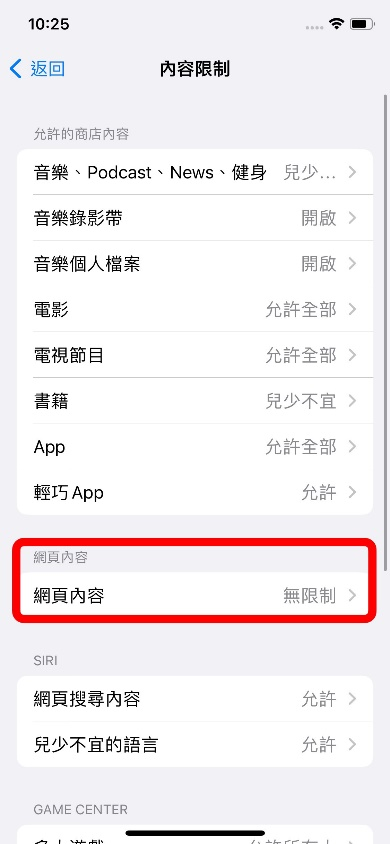 10:25
返回 內容限制
允許的商店內容
音樂、Podcast、News、健身 兒少...
音樂錄影帶 開啟
音樂個人檔案 開啟
電影 允許全部
電視節目 允許全部
書籍 兒少不宜
App 允許全部
輕巧 App 允許
網頁內容
網頁內容 無限制
SIRI
網頁搜尋內容 允許
兒少不宜的語言 允許
GAME CENTER